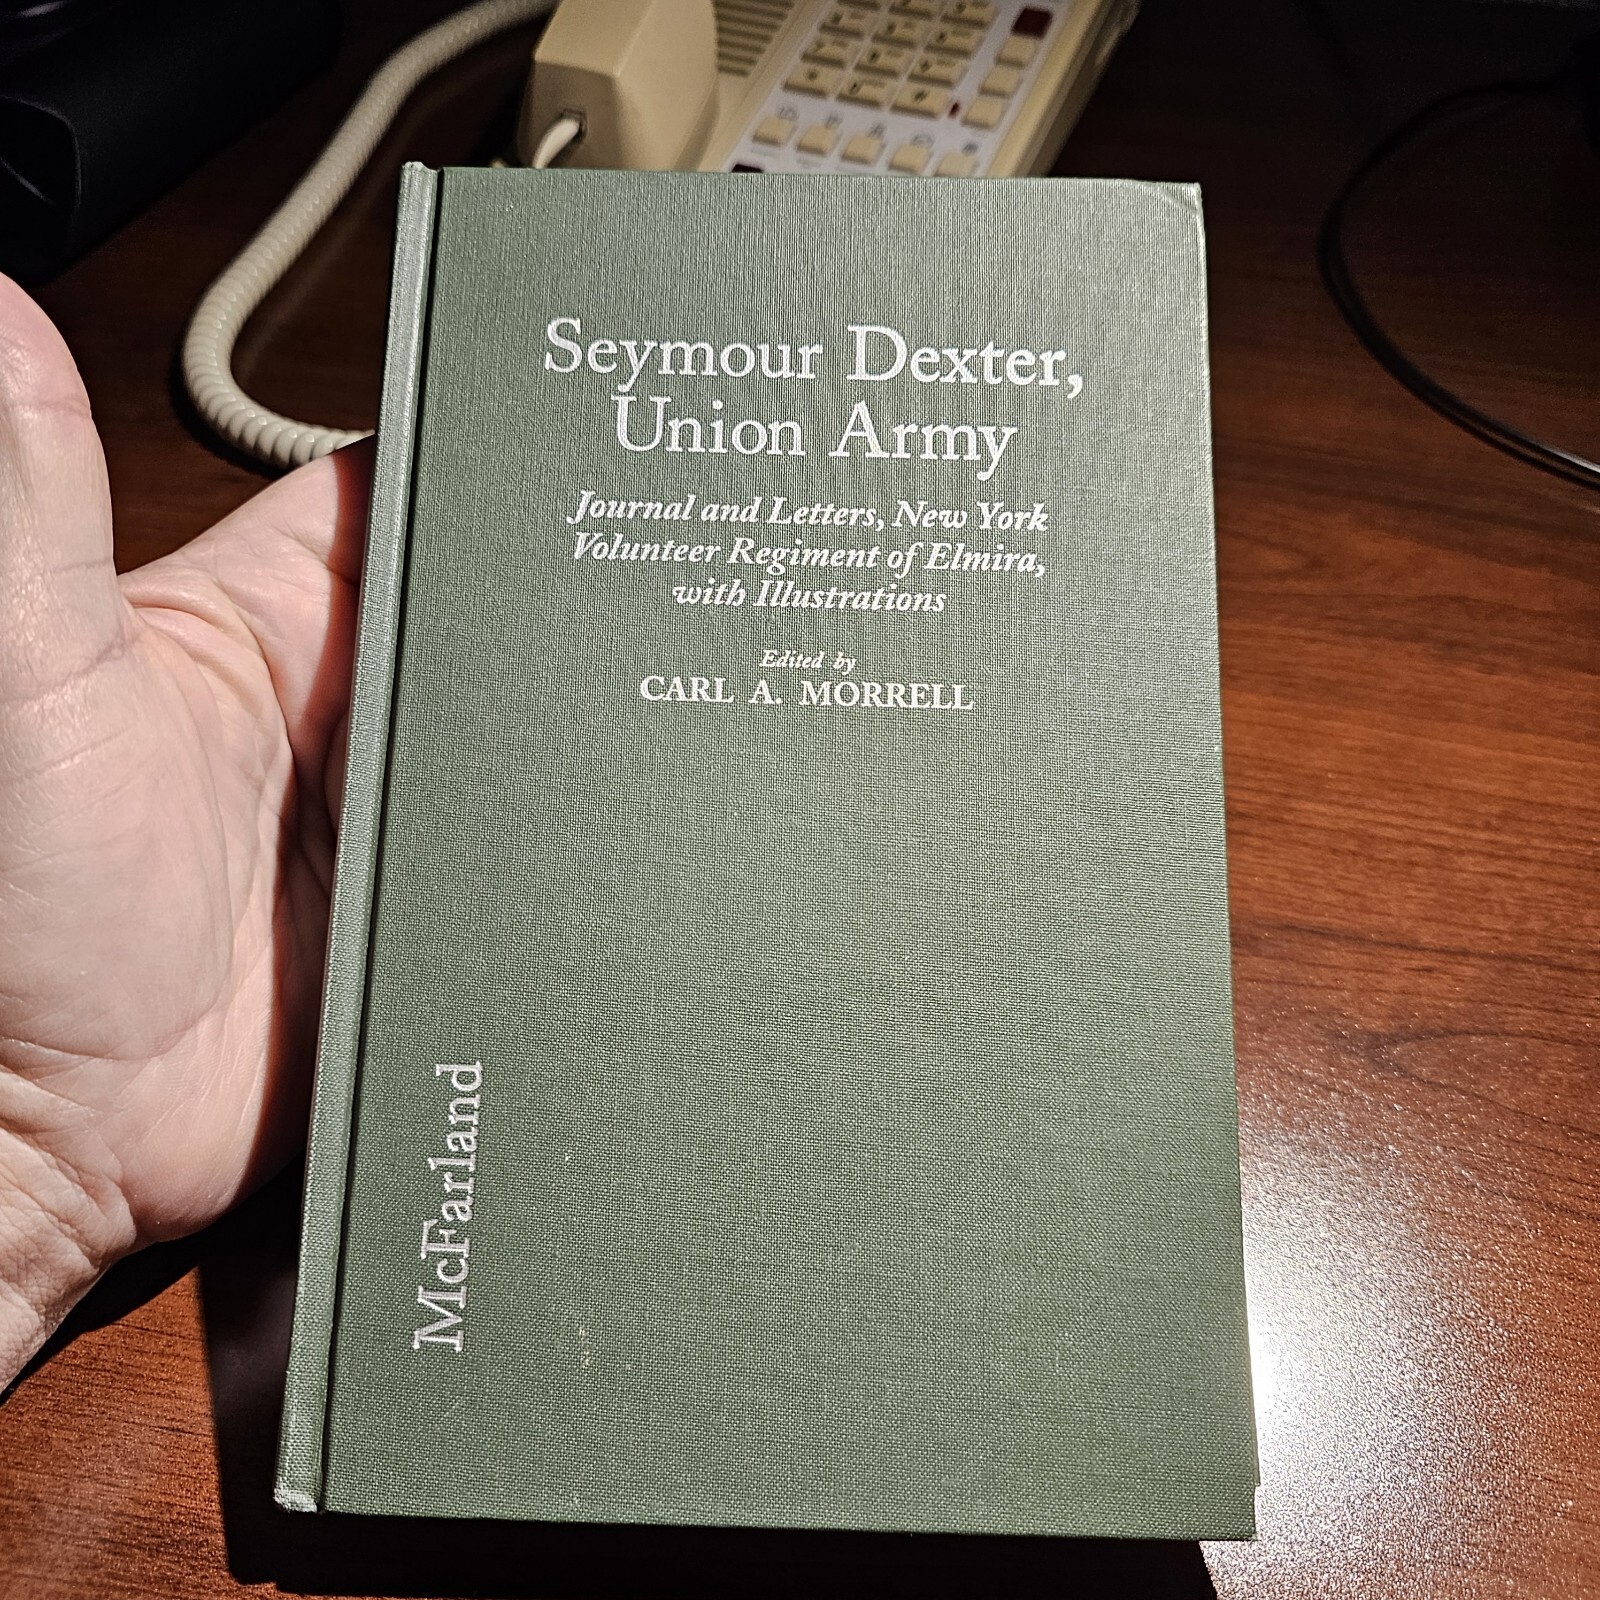 Seymour Dexter,
Union Army
Journal and Letters, New York
Volunteer Regiment of Elmira,
with Illustrations
Edited by
CARL A. MORRELL
McFarland